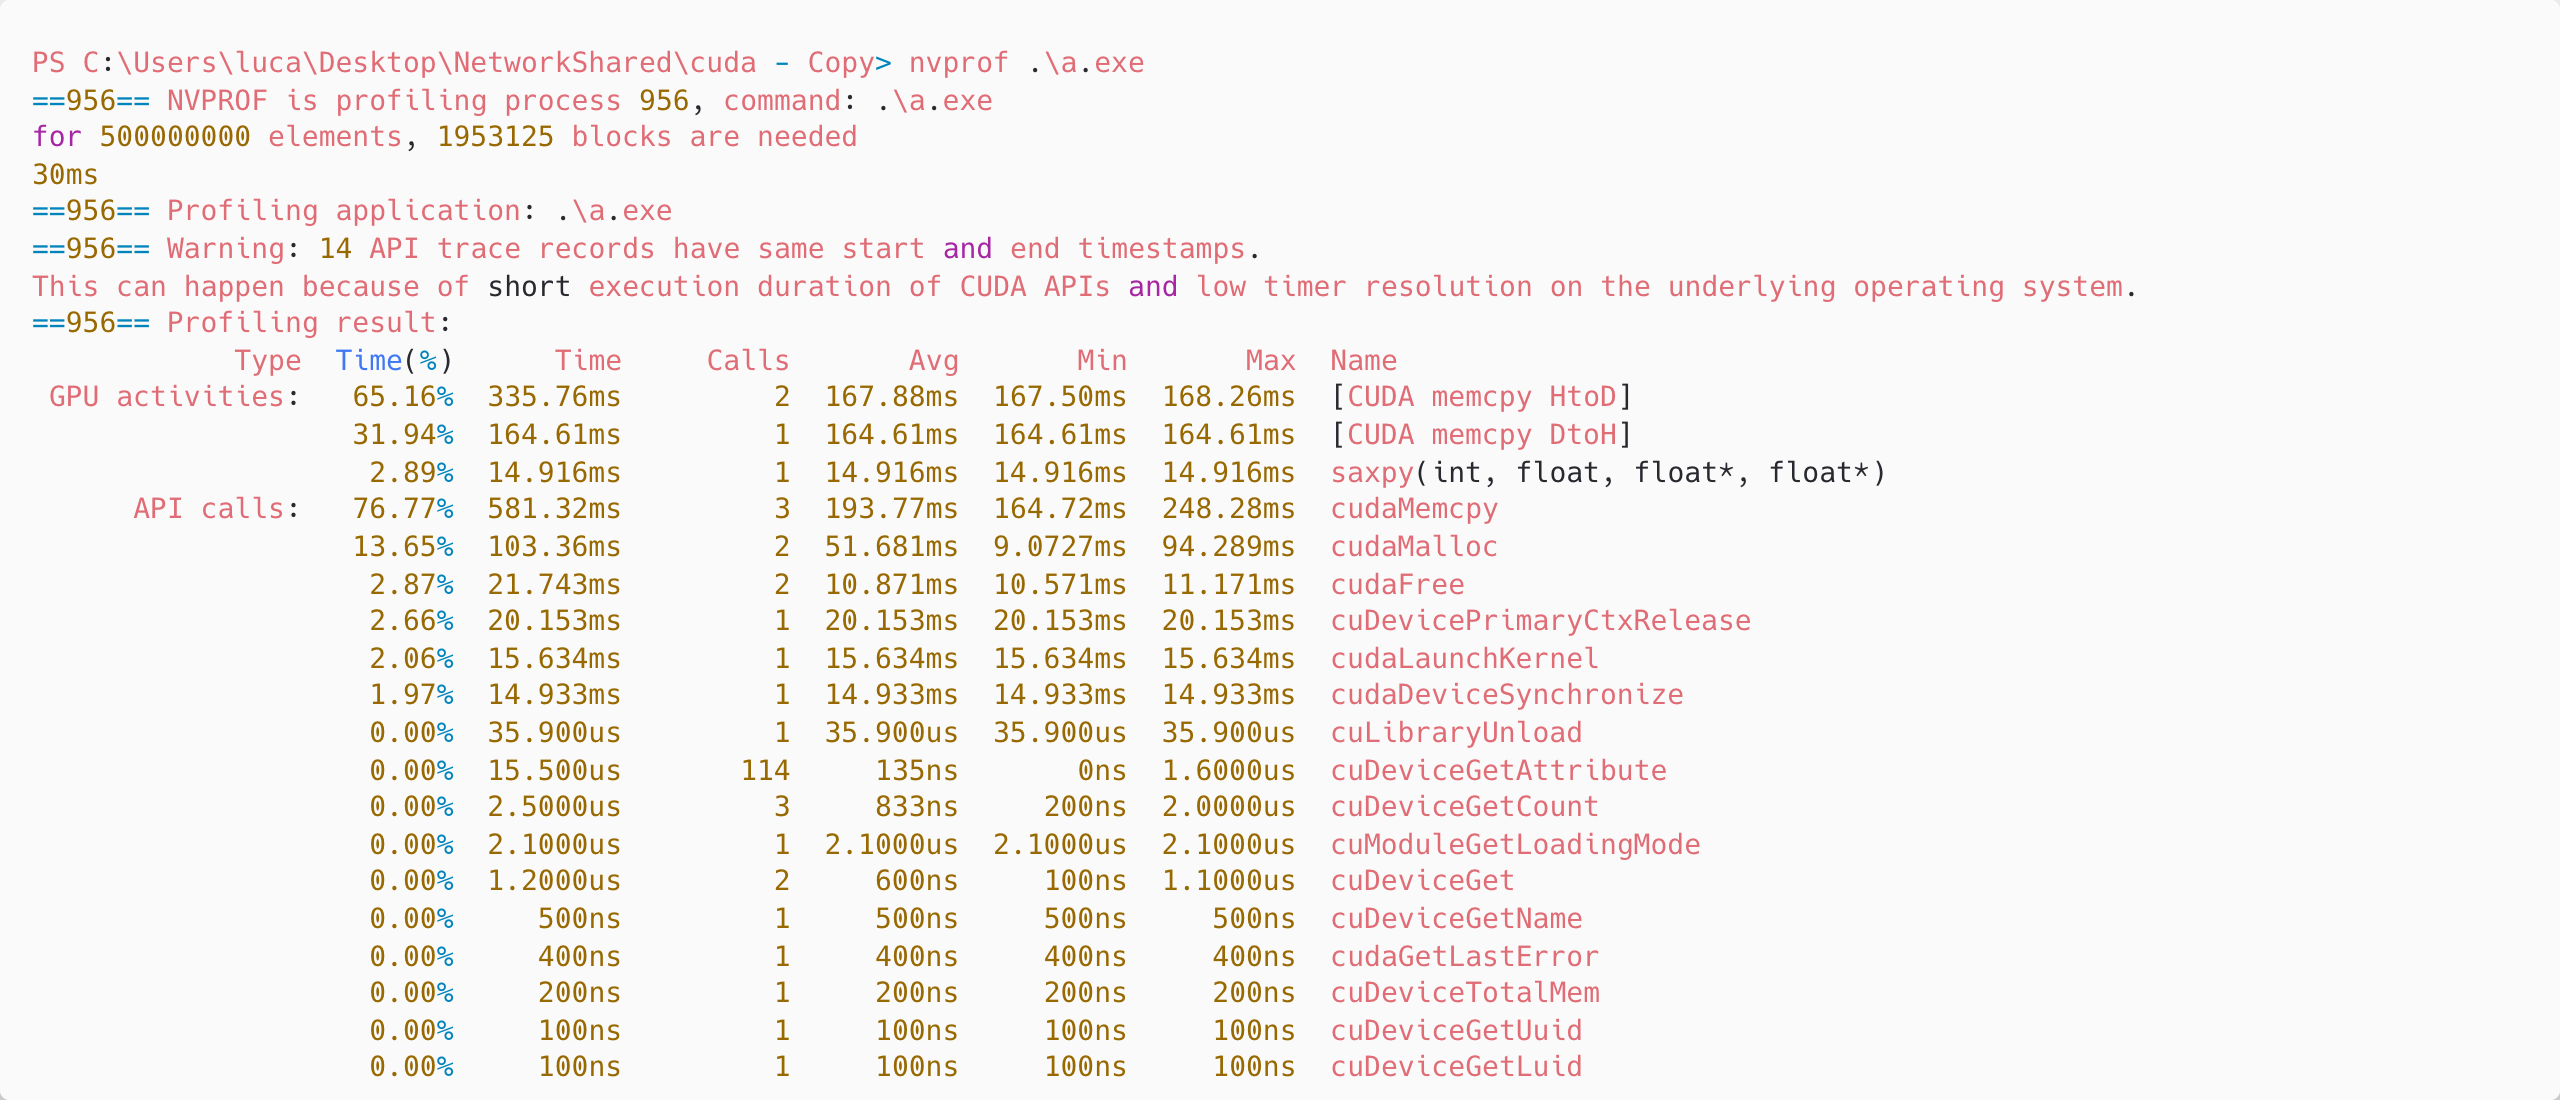 PS C:\Users\luca\Desktop\NetworkShared\cuda - Copy> nvprof .\a.exe
==956== NVPROF is profiling process 956, command: .\a.exe
for 500000000 elements, 1953125 blocks are needed
30ms
==956== Profiling application: .\a.exe
==956== Warning: 14 API trace records have same start and end timestamps.
This can happen because of short execution duration of CUDA APIs and low timer resolution on the underlying operating system.
==956== Profiling result:
            Type  Time(%)      Time     Calls       Avg       Min       Max  Name
 GPU activities:   65.16%  335.76ms         2  167.88ms  167.50ms  168.26ms  [CUDA memcpy HtoD]
                   31.94%  164.61ms         1  164.61ms  164.61ms  164.61ms  [CUDA memcpy DtoH]
                    2.89%  14.916ms         1  14.916ms  14.916ms  14.916ms  saxpy(int, float, float*, float*)
      API calls:   76.77%  581.32ms         3  193.77ms  164.72ms  248.28ms  cudaMemcpy
                   13.65%  103.36ms         2  51.681ms  9.0727ms  94.289ms  cudaMalloc
                    2.87%  21.743ms         2  10.871ms  10.571ms  11.171ms  cudaFree
                    2.66%  20.153ms         1  20.153ms  20.153ms  20.153ms  cuDevicePrimaryCtxRelease
                    2.06%  15.634ms         1  15.634ms  15.634ms  15.634ms  cudaLaunchKernel
                    1.97%  14.933ms         1  14.933ms  14.933ms  14.933ms  cudaDeviceSynchronize
                    0.00%  35.900us         1  35.900us  35.900us  35.900us  cuLibraryUnload
                    0.00%  15.500us       114     135ns       0ns  1.6000us  cuDeviceGetAttribute
                    0.00%  2.5000us         3     833ns     200ns  2.0000us  cuDeviceGetCount
                    0.00%  2.1000us         1  2.1000us  2.1000us  2.1000us  cuModuleGetLoadingMode
                    0.00%  1.2000us         2     600ns     100ns  1.1000us  cuDeviceGet
                    0.00%     500ns         1     500ns     500ns     500ns  cuDeviceGetName
                    0.00%     400ns         1     400ns     400ns     400ns  cudaGetLastError
                    0.00%     200ns         1     200ns     200ns     200ns  cuDeviceTotalMem
                    0.00%     100ns         1     100ns     100ns     100ns  cuDeviceGetUuid
                    0.00%     100ns         1     100ns     100ns     100ns  cuDeviceGetLuid